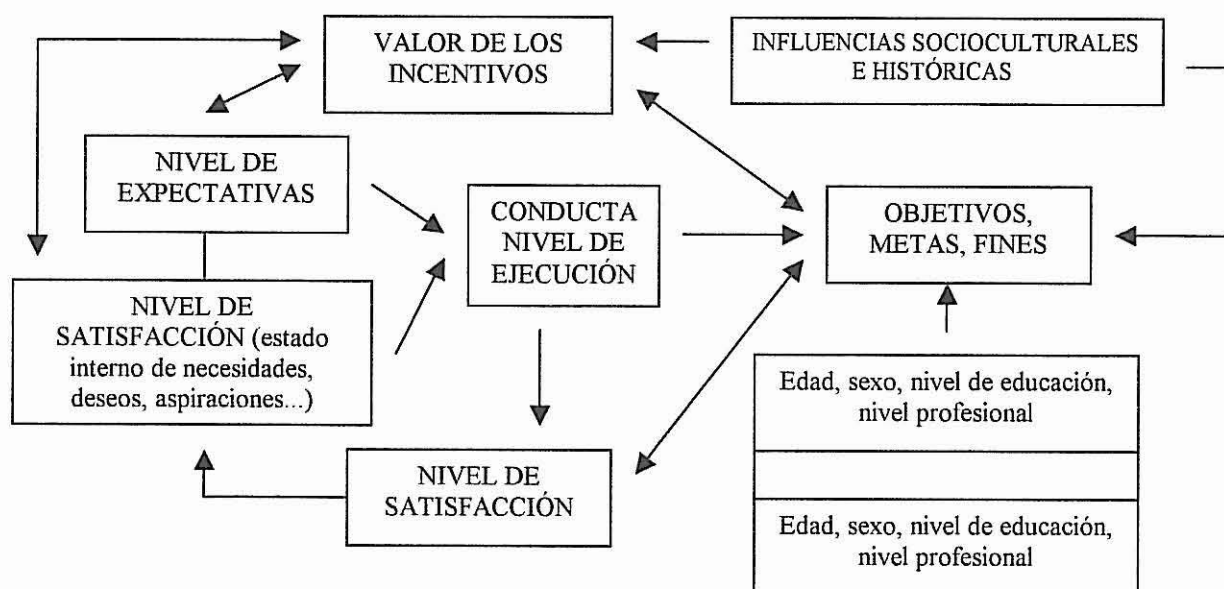 VALOR DE LOS
INCENTIVOS
INFLUENCIAS SOCIOCULTURALES
E HISTÓRICAS
NIVEL DE
EXPECTATIVAS
CONDUCTA
NIVEL DE
EJECUCIÓN
OBJETIVOS,
METAS, FINES
NIVEL DE
SATISFACCIÓN (estado
interno de necesidades,
deseos, aspiraciones...)
Edad, sexo, nivel de educación,
nivel profesional
NIVEL DE
SATISFACCIÓN
Edad, sexo, nivel de educación,
nivel profesional